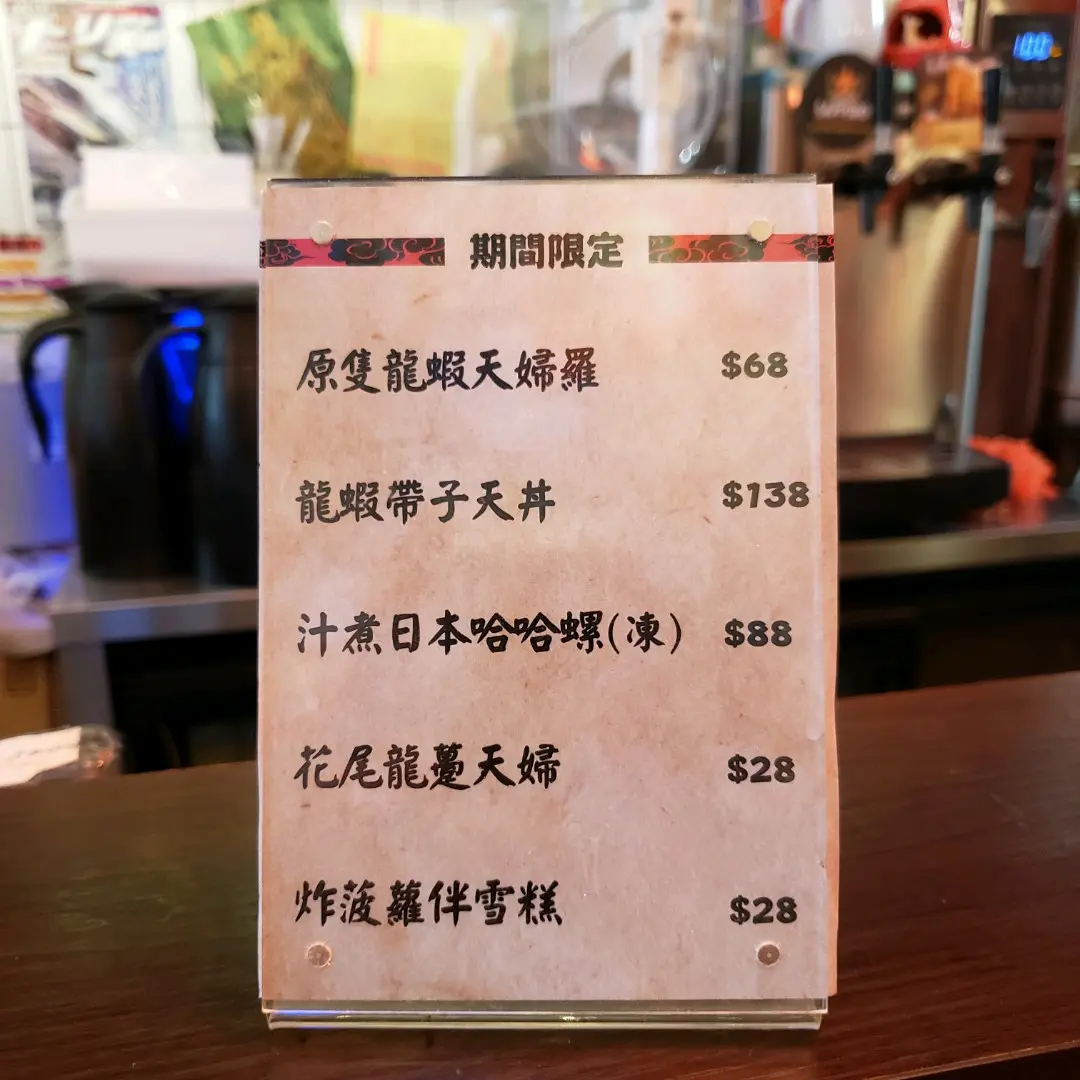 期間限定
原隻龍蝦天婦羅 $68
龍蝦帶子天丼 $138
汁煮日本哈哈螺(凍) $88
花尾龍躉天婦 $28
炸菠蘿伴雪糕 $28
100